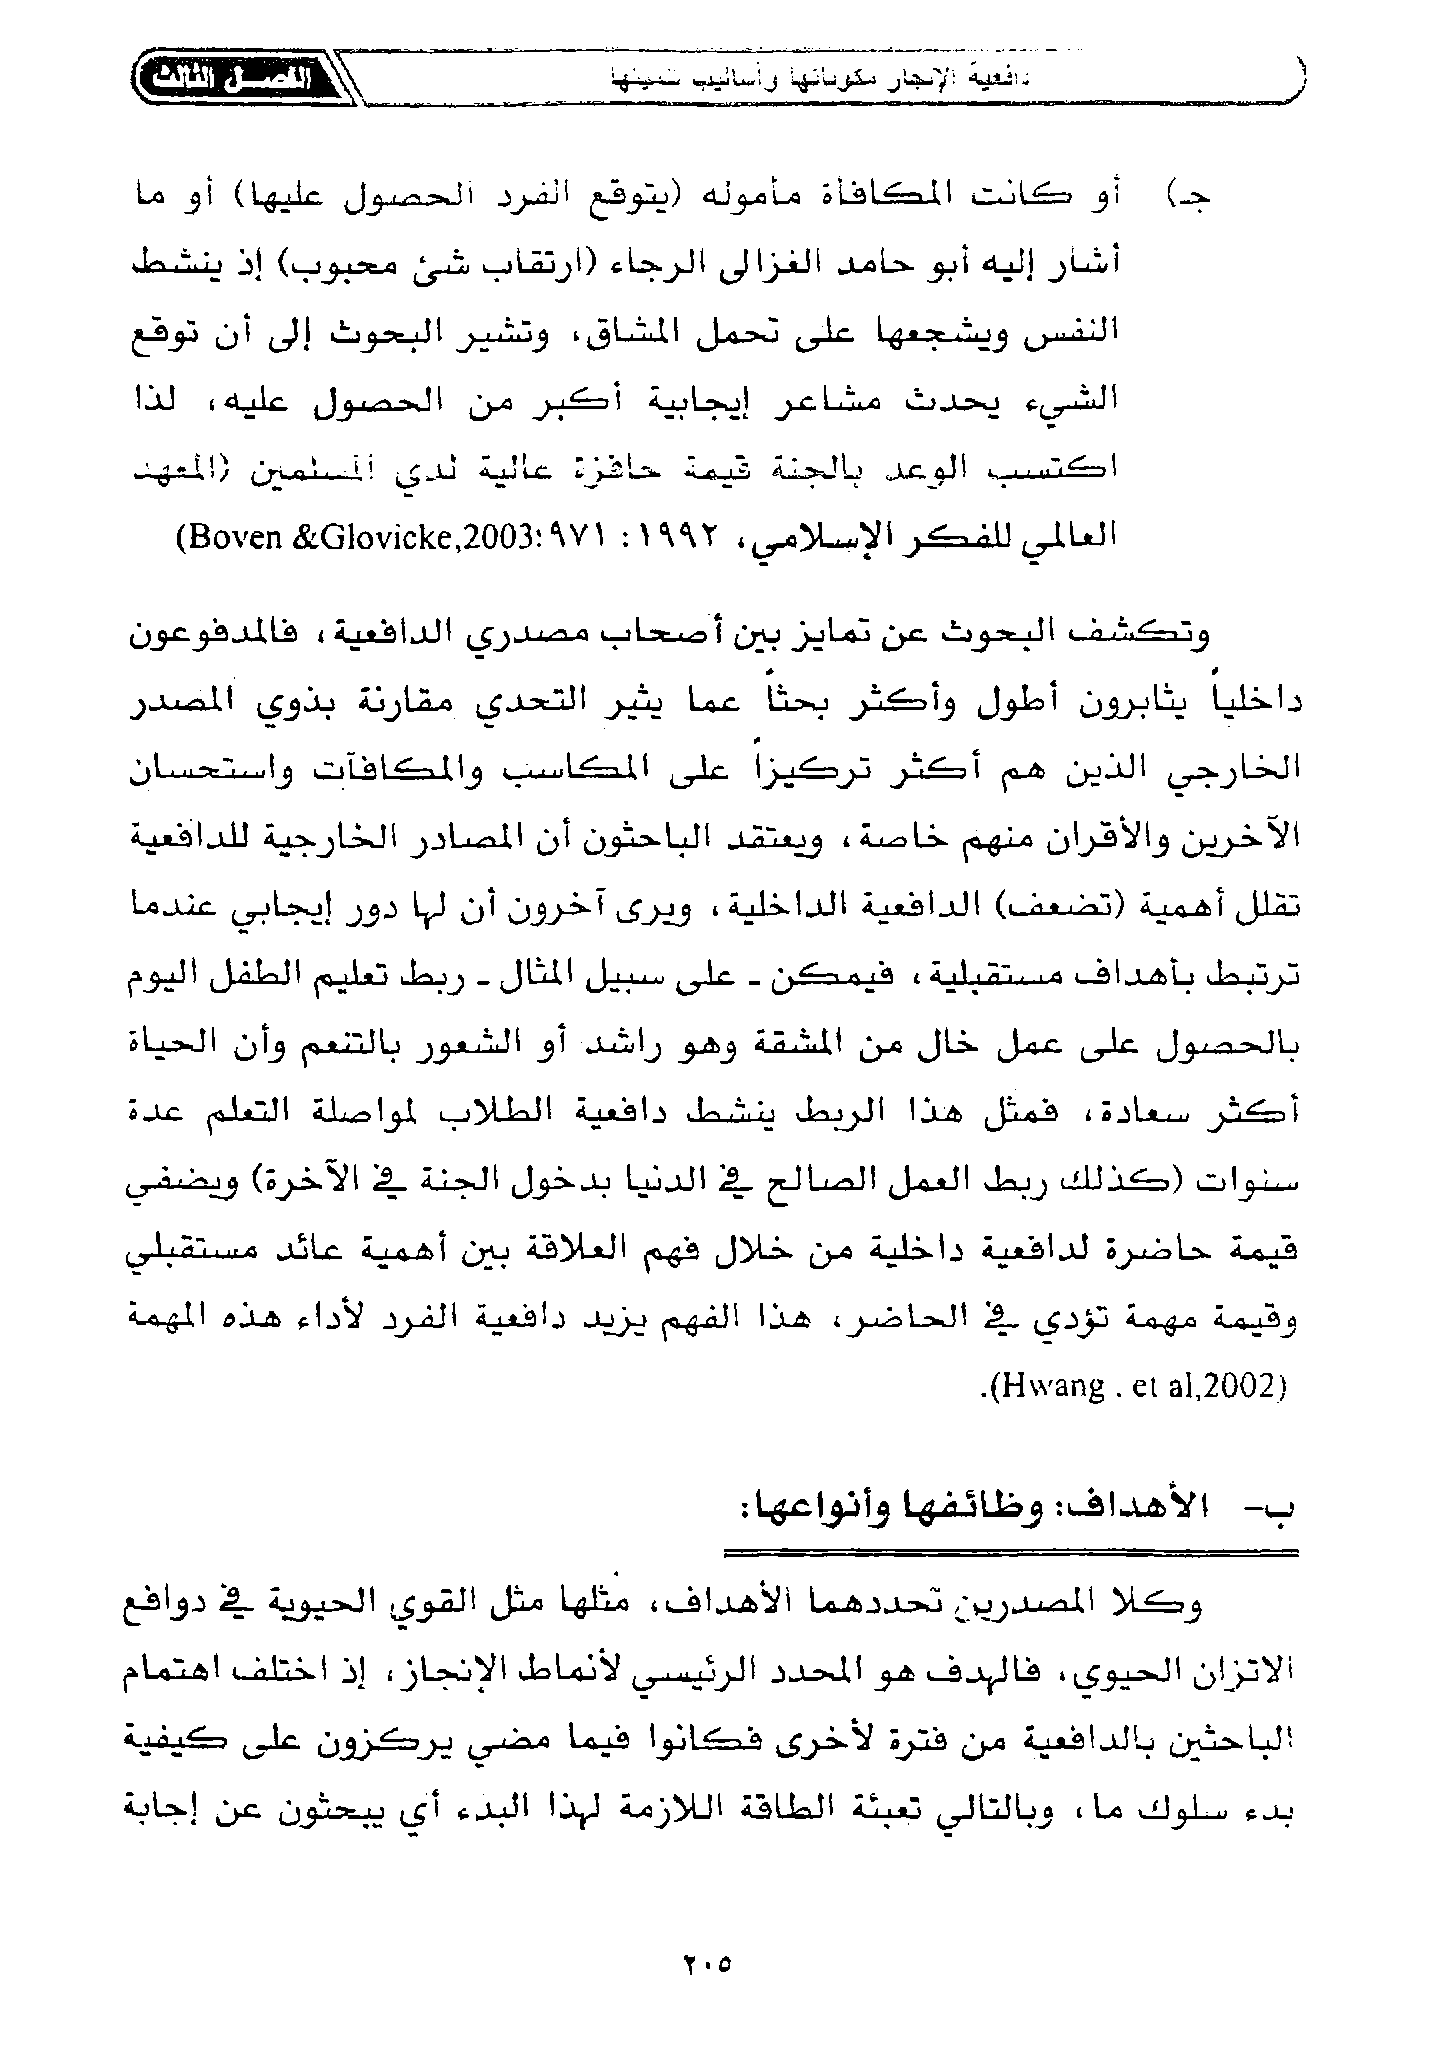 دافعية الإنجاز مكوناتها وأساليب تنميتها
الفصل الثالث
جـ) أو كانت المكافأة مأموله (يتوقع الفرد الحصول عليها) أو ما
أشار إليه أبو حامد الغزالى الرجاء (ارتقاب شئ محبوب) إذ ينشط
النفس ويشجعها على تحمل المشاق، وتشير البحوث إلى أن توقع
الشيء يحدث مشاعر إيجابية أكبر من الحصول عليه، لذا
اكتسب الوعد بالجنة قيمة حافزة عالية لدي المسلمين (المعهد
العالمي للفكر الإسلامي، ١٩٩٢: ٩٧١؛Boven &Glovicke,2003)
وتكشف البحوث عن تمايز بين أصحاب مصدري الدافعية، فالمدفوعون
داخلياً يثابرون أطول وأكثر بحثاً عما يثير التحدي مقارنة بذوي المصدر
الخارجي الذين هم أكثر تركيزاً على المكاسب والمكافآت واستحسان
الآخرين والأقران منهم خاصة، ويعتقد الباحثون أن المصادر الخارجية للدافعية
تقلل أهمية (تضعف) الدافعية الداخلية، ويرى آخرون أن لها دور إيجابي عندما
ترتبط بأهداف مستقبلية، فيمكن - على سبيل المثال - ربط تعليم الطفل اليوم
بالحصول على عمل خال من المشقة وهو راشد أو الشعور بالتنعم وأن الحياة
أكثر سعادة، فمثل هذا الربط ينشط دافعية الطلاب لمواصلة التعلم عدة
سنوات (كذلك ربط العمل الصالح في الدنيا بدخول الجنة في الآخرة) ويضفي
قيمة حاضرة لدافعية داخلية من خلال فهم العلاقة بين أهمية عائد مستقبلي
وقيمة مهمة تؤدي في الحاضر، هذا الفهم يزيد دافعية الفرد لأداء هذه المهمة
(Hwang . et al,2002).
ب- الأهداف: وظائفها وأنواعها:
وكلا المصدرين تحددهما الأهداف، مُثلها مثل القوي الحيوية في دوافع
الاتزان الحيوي، فالهدف هو المحدد الرئيسي لأنماط الإنجاز، إذ اختلف اهتمام
الباحثين بالدافعية من فترة لأخرى فكانوا فيما مضي يركزون على كيفية
بدء سلوك ما، وبالتالي تعبئة الطاقة اللازمة لهذا البدء أي يبحثون عن إجابة
٢٠٥